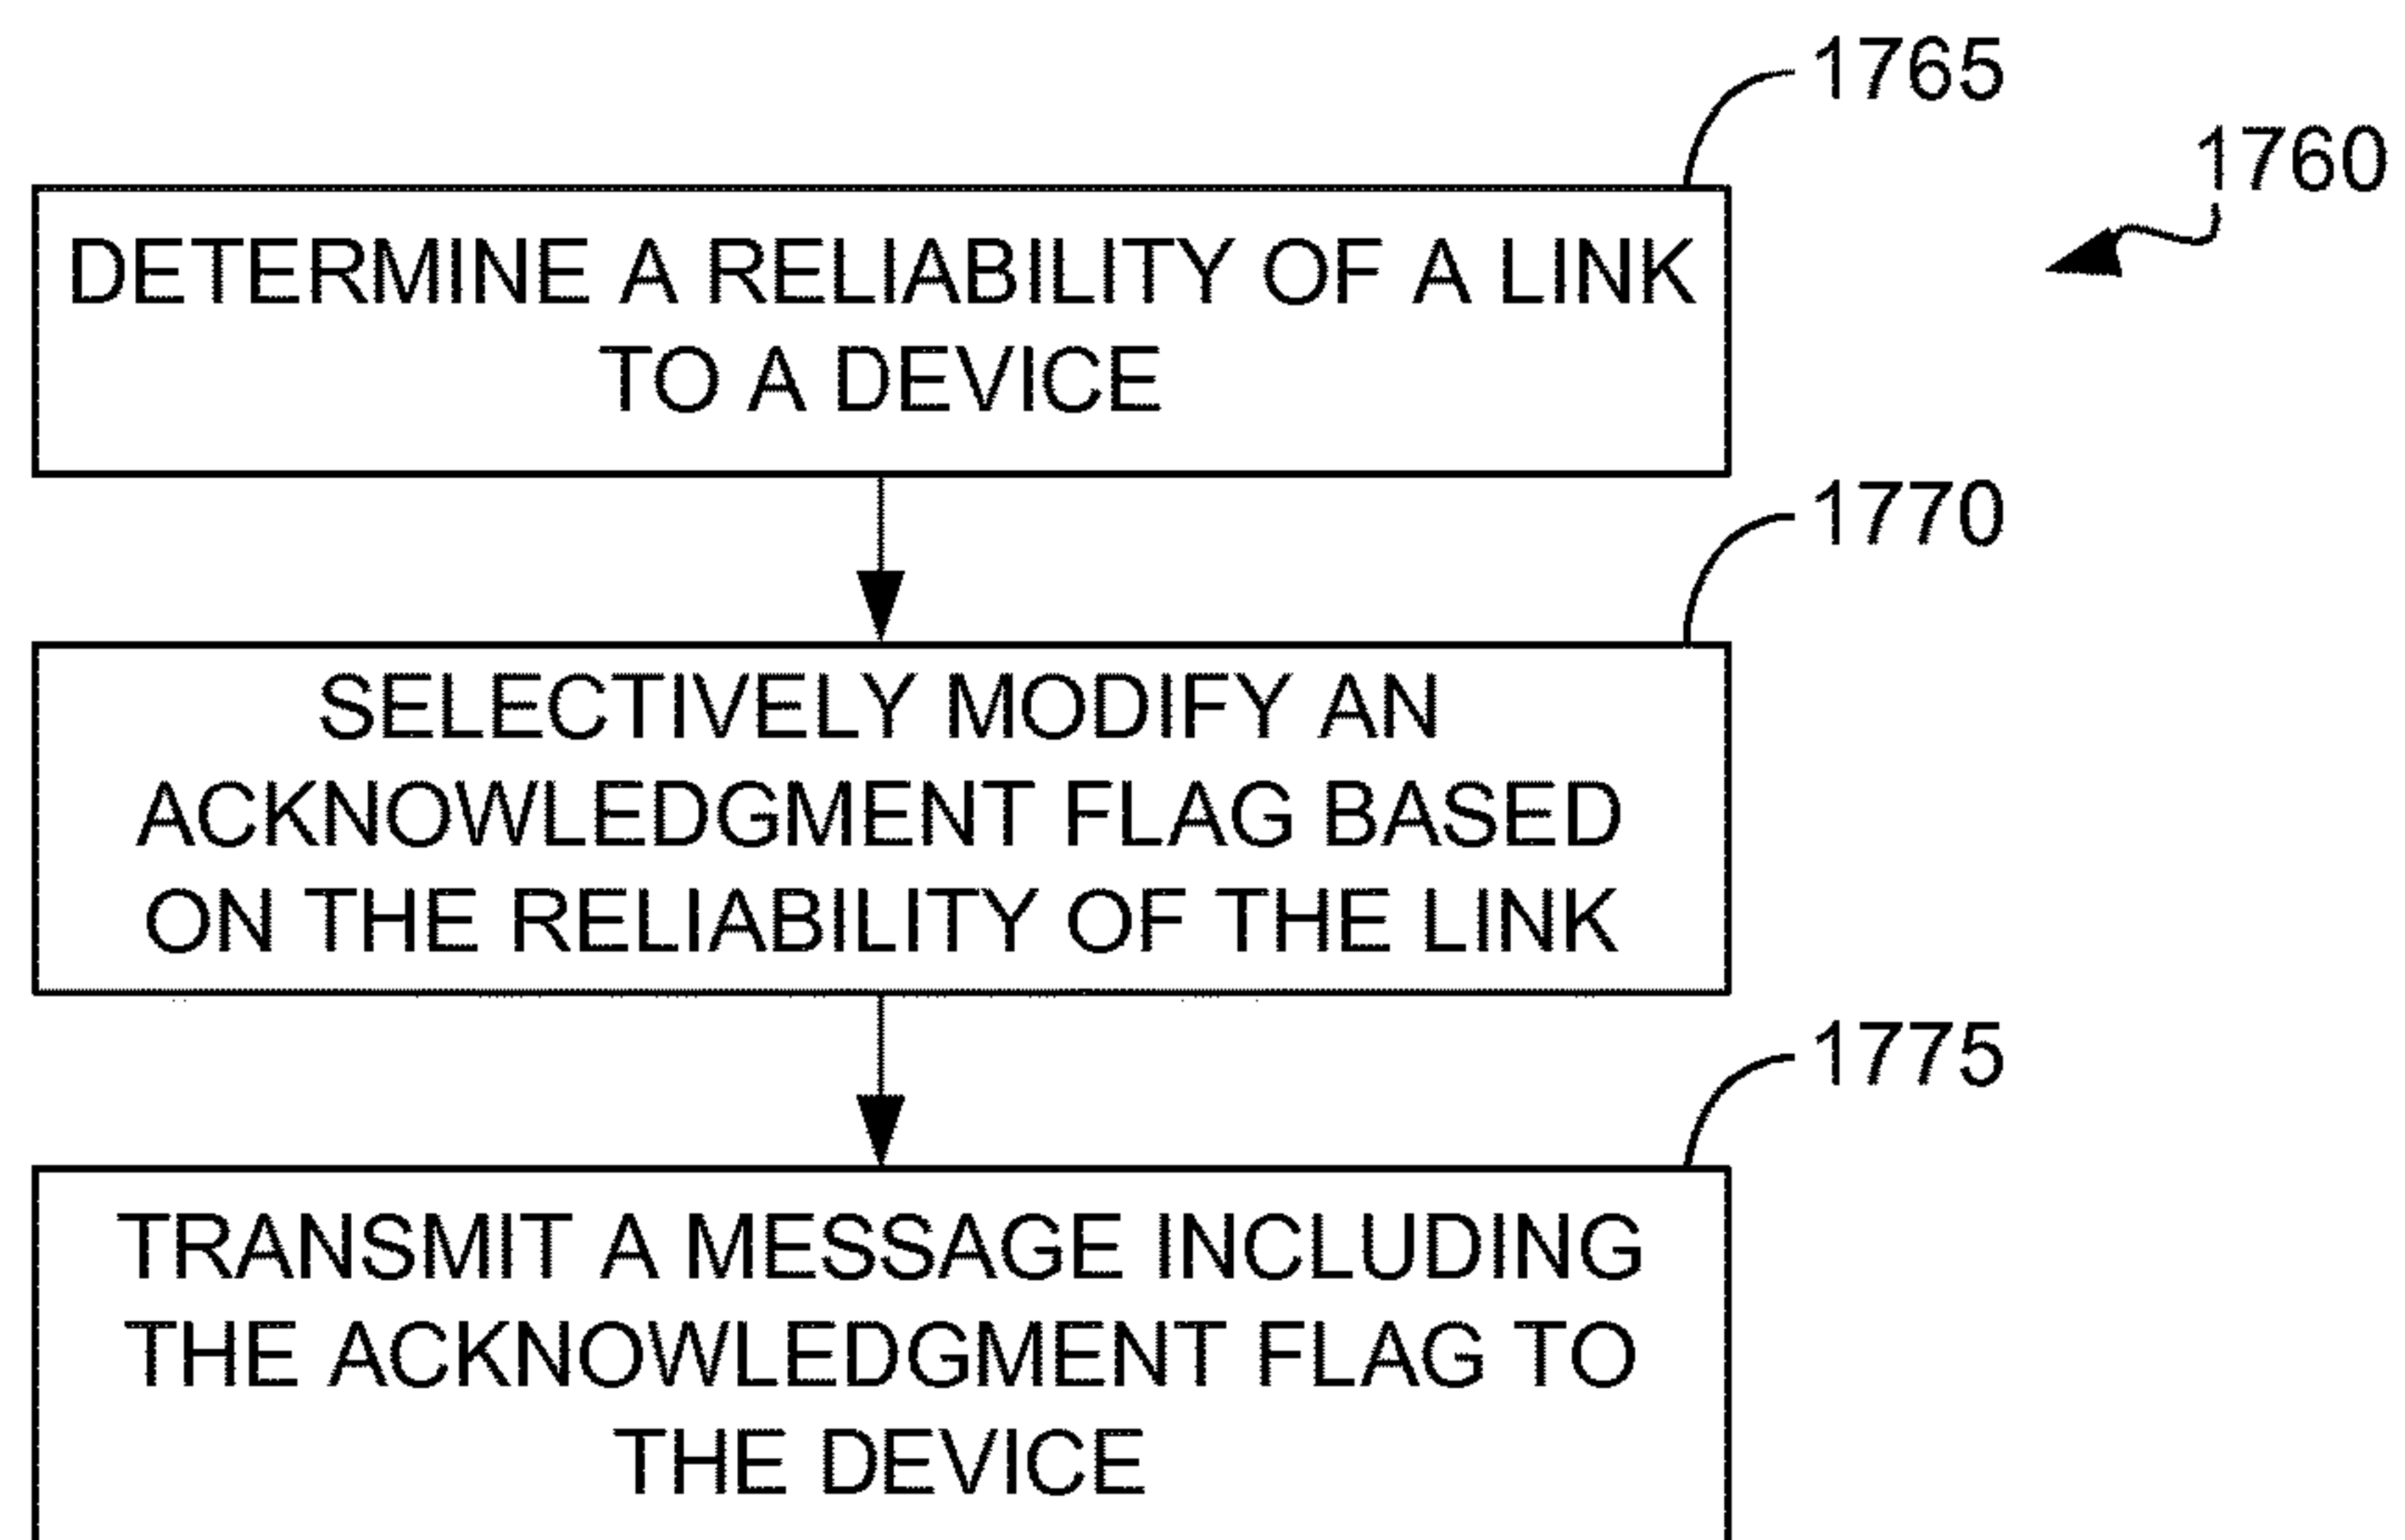 1765
1760
DETERMINE A RELIABILITY OF A LINK
TO A DEVICE
1770
SELECTIVELY MODIFY AN
ACKNOWLEDGMENT FLAG BASED
ON THE RELIABILITY OF THE LINK
1775
TRANSMIT A MESSAGE INCLUDING
THE ACKNOWLEDGMENT FLAG TO
THE DEVICE